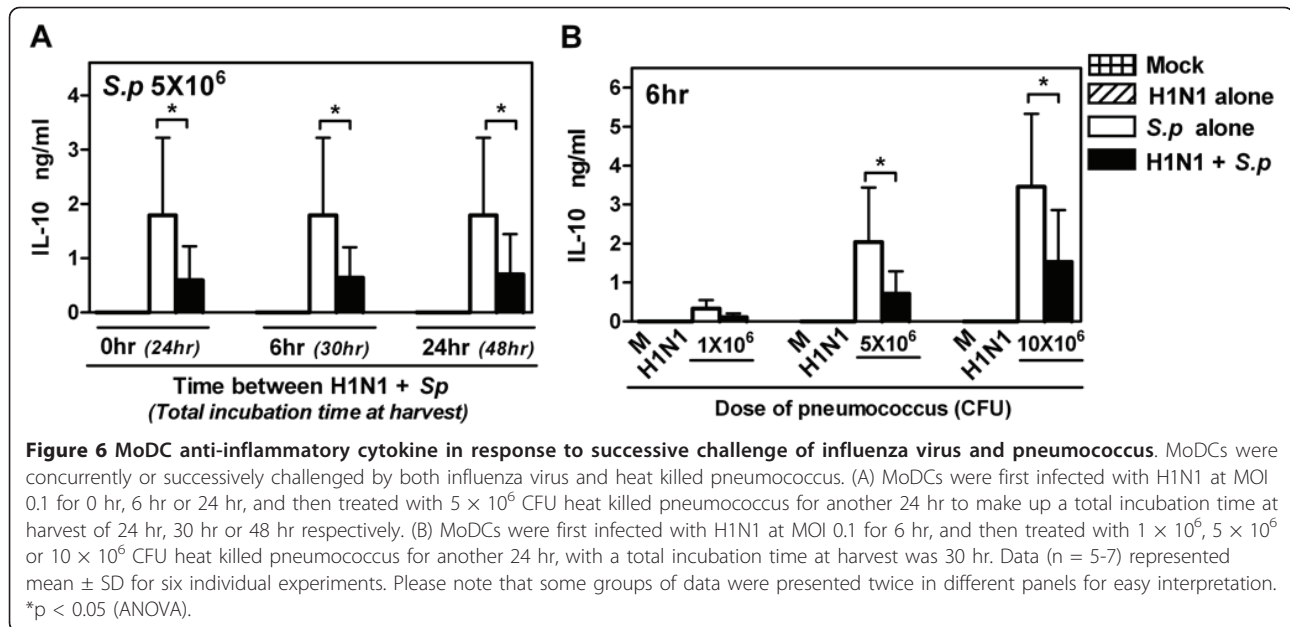 A
S.p 5X10⁶
IL-10 ng/ml
4
3
2
1
0
*
*
*
0hr (24hr)
6hr (30hr)
24hr (48hr)
Time between H1N1 + Sp
(Total incubation time at harvest)
B
6hr
IL-10 ng/ml
6
5
4
3
2
1
0
*
*
M
H1N1
1X10⁶
M
H1N1
5X10⁶
M
H1N1
10X10⁶
Dose of pneumococcus (CFU)
Mock
H1N1 alone
S.p alone
H1N1 + S.p
Figure 6 MoDC anti-inflammatory cytokine in response to successive challenge of influenza virus and pneumococcus. MoDCs were
concurrently or successively challenged by both influenza virus and heat killed pneumococcus. (A) MoDCs were first infected with H1N1 at MOI
0.1 for 0 hr, 6 hr or 24 hr, and then treated with 5 × 10⁶ CFU heat killed pneumococcus for another 24 hr to make up a total incubation time at
harvest of 24 hr, 30 hr or 48 hr respectively. (B) MoDCs were first infected with H1N1 at MOI 0.1 for 6 hr, and then treated with 1 × 10⁶, 5 × 10⁶
or 10 × 10⁶ CFU heat killed pneumococcus for another 24 hr, with a total incubation time at harvest was 30 hr. Data (n = 5-7) represented
mean ± SD for six individual experiments. Please note that some groups of data were presented twice in different panels for easy interpretation.
*p < 0.05 (ANOVA).